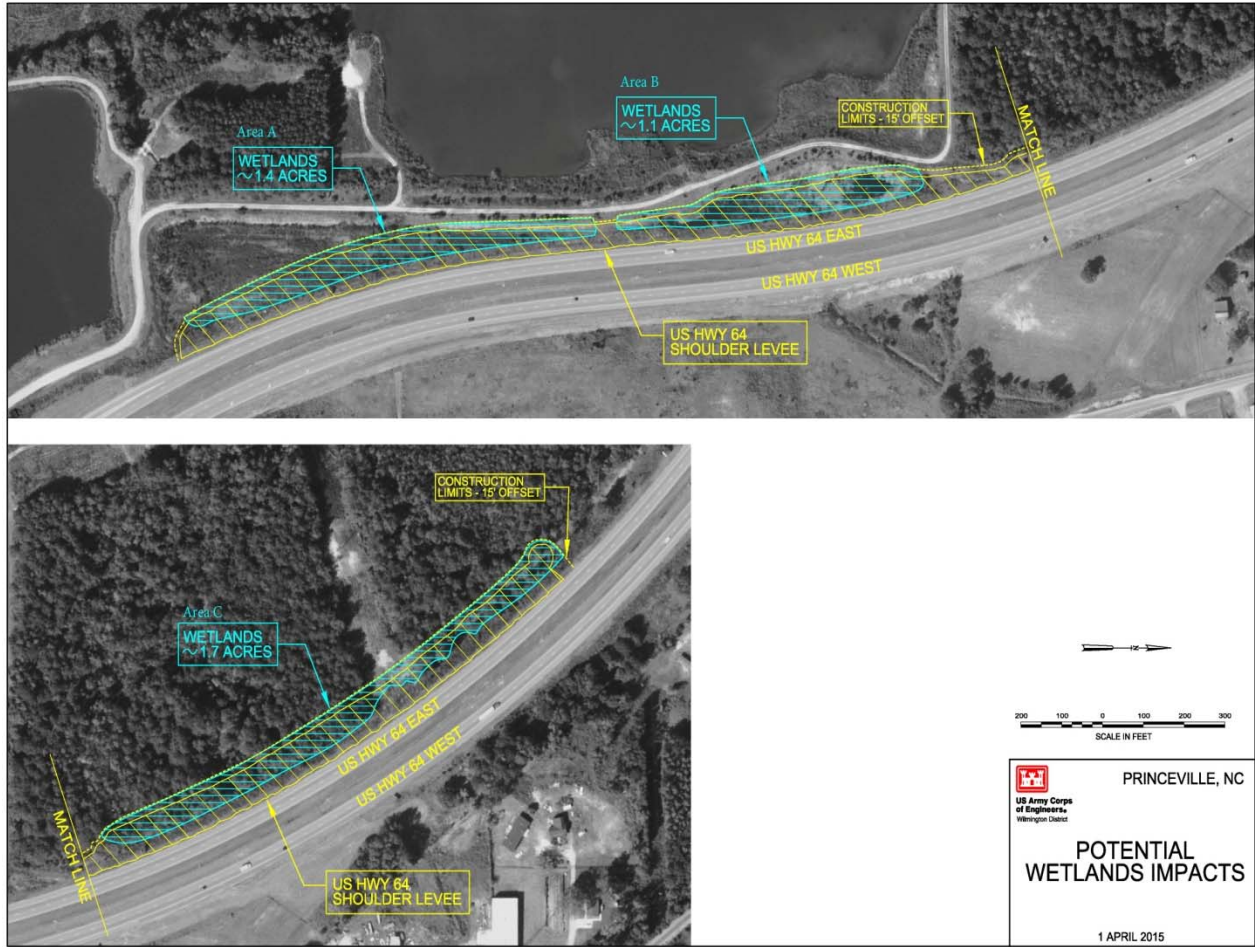 Area A
WETLANDS
~1.4 ACRES
Area B
WETLANDS
~1.1 ACRES
CONSTRUCTION
LIMITS - 15' OFFSET
MATCH LINE
US HWY 64 EAST
US HWY 64 WEST
US HWY 64
SHOULDER LEVEE
CONSTRUCTION
LIMITS - 15' OFFSET
Area C
WETLANDS
~1.7 ACRES
US HWY 64 EAST
US HWY 64 WEST
MATCH LINE
US HWY 64
SHOULDER LEVEE
N
200 100 0 100 200 300
SCALE IN FEET
US Army Corps
of Engineers®
Wilmington District
PRINCEVILLE, NC
POTENTIAL
WETLANDS IMPACTS
1 APRIL 2015